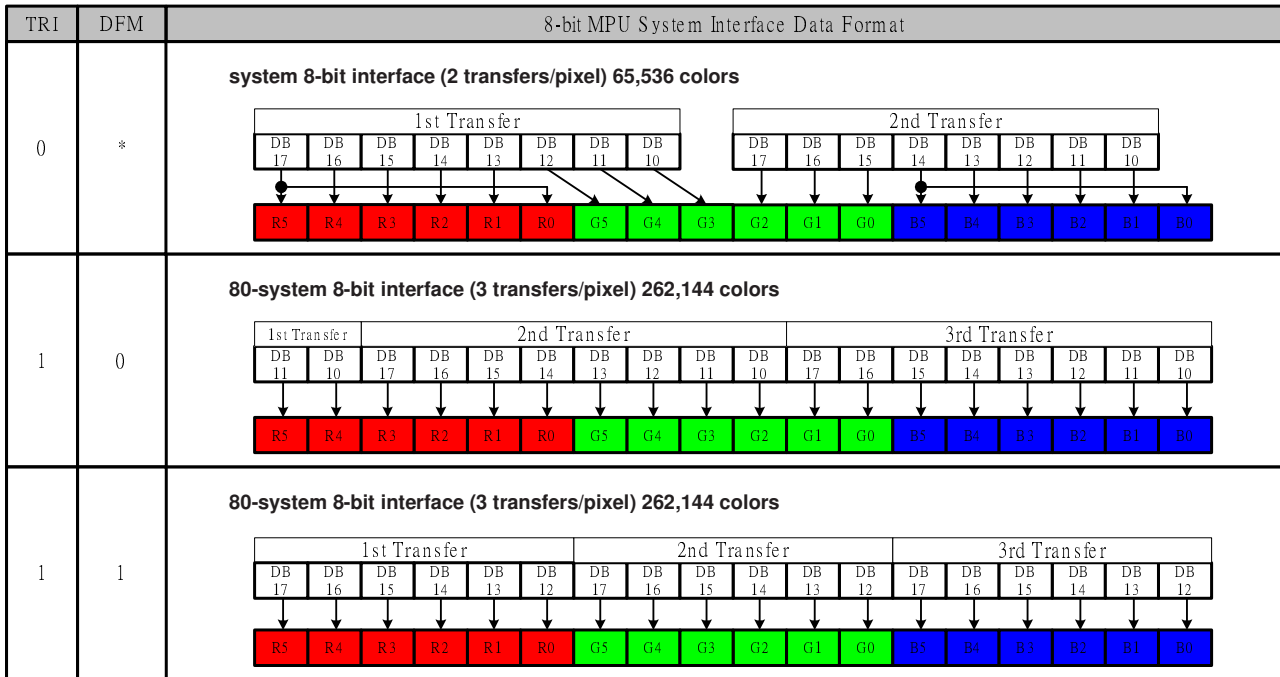 TRI DFM 8-bit MPU System Interface Data Format
system 8-bit interface (2 transfers/pixel) 65,536 colors
1st Transfer 2nd Transfer
DB DB DB DB DB DB DB DB DB DB DB DB DB DB DB DB
17 16 15 14 13 12 11 10 17 16 15 14 13 12 11 10
0 *
R5 R4 R3 R2 R1 R0 G5 G4 G3 G2 G1 G0 B5 B4 B3 B2 B1 B0
80-system 8-bit interface (3 transfers/pixel) 262,144 colors
1st Transfer 2nd Transfer 3rd Transfer
DB DB DB DB DB DB DB DB DB DB DB DB DB DB DB DB DB DB
11 10 17 16 15 14 13 12 11 10 17 16 15 14 13 12 11 10
1 0
R5 R4 R3 R2 R1 R0 G5 G4 G3 G2 G1 G0 B5 B4 B3 B2 B1 B0
80-system 8-bit interface (3 transfers/pixel) 262,144 colors
1st Transfer 2nd Transfer 3rd Transfer
DB DB DB DB DB DB DB DB DB DB DB DB DB DB DB DB DB DB
17 16 15 14 13 12 17 16 15 14 13 12 17 16 15 14 13 12
1 1
R5 R4 R3 R2 R1 R0 G5 G4 G3 G2 G1 G0 B5 B4 B3 B2 B1 B0